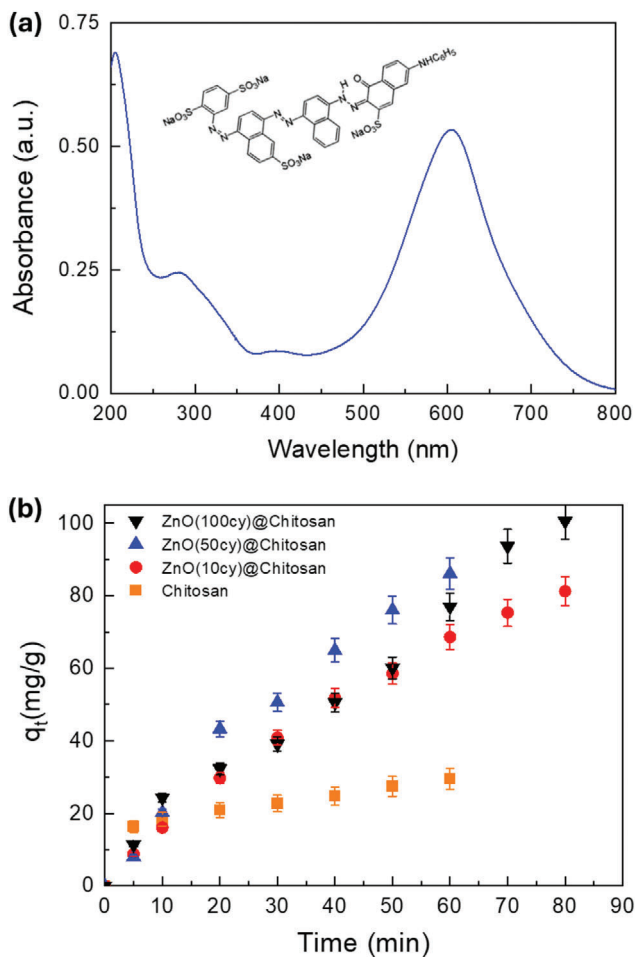 (a)
Absorbance (a.u.)
0.75
0.50
0.25
0.00
SO₃Na
NaO₃S
N
N
SO₃Na
N
N
H
N
N
O
NHC₆H₅
NaO₃S
200 300 400 500 600 700 800
Wavelength (nm)
(b)
qₜ(mg/g)
100
80
60
40
20
0
ZnO(100cy)@Chitosan
ZnO(50cy)@Chitosan
ZnO(10cy)@Chitosan
Chitosan
0 10 20 30 40 50 60 70 80 90
Time (min)